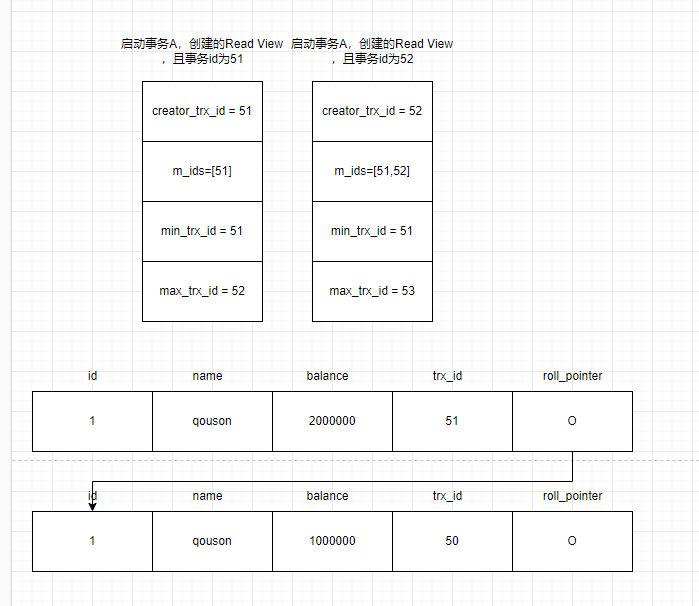 启动事务A，创建的Read View
，且事务id为51
启动事务A，创建的Read View
，且事务id为52
creator_trx_id = 51
creator_trx_id = 52
m_ids=[51]
m_ids=[51,52]
min_trx_id = 51
min_trx_id = 51
max_trx_id = 52
max_trx_id = 53
id name balance trx_id roll_pointer
1 qouson 2000000 51 O
id name balance trx_id roll_pointer
1 qouson 1000000 50 O